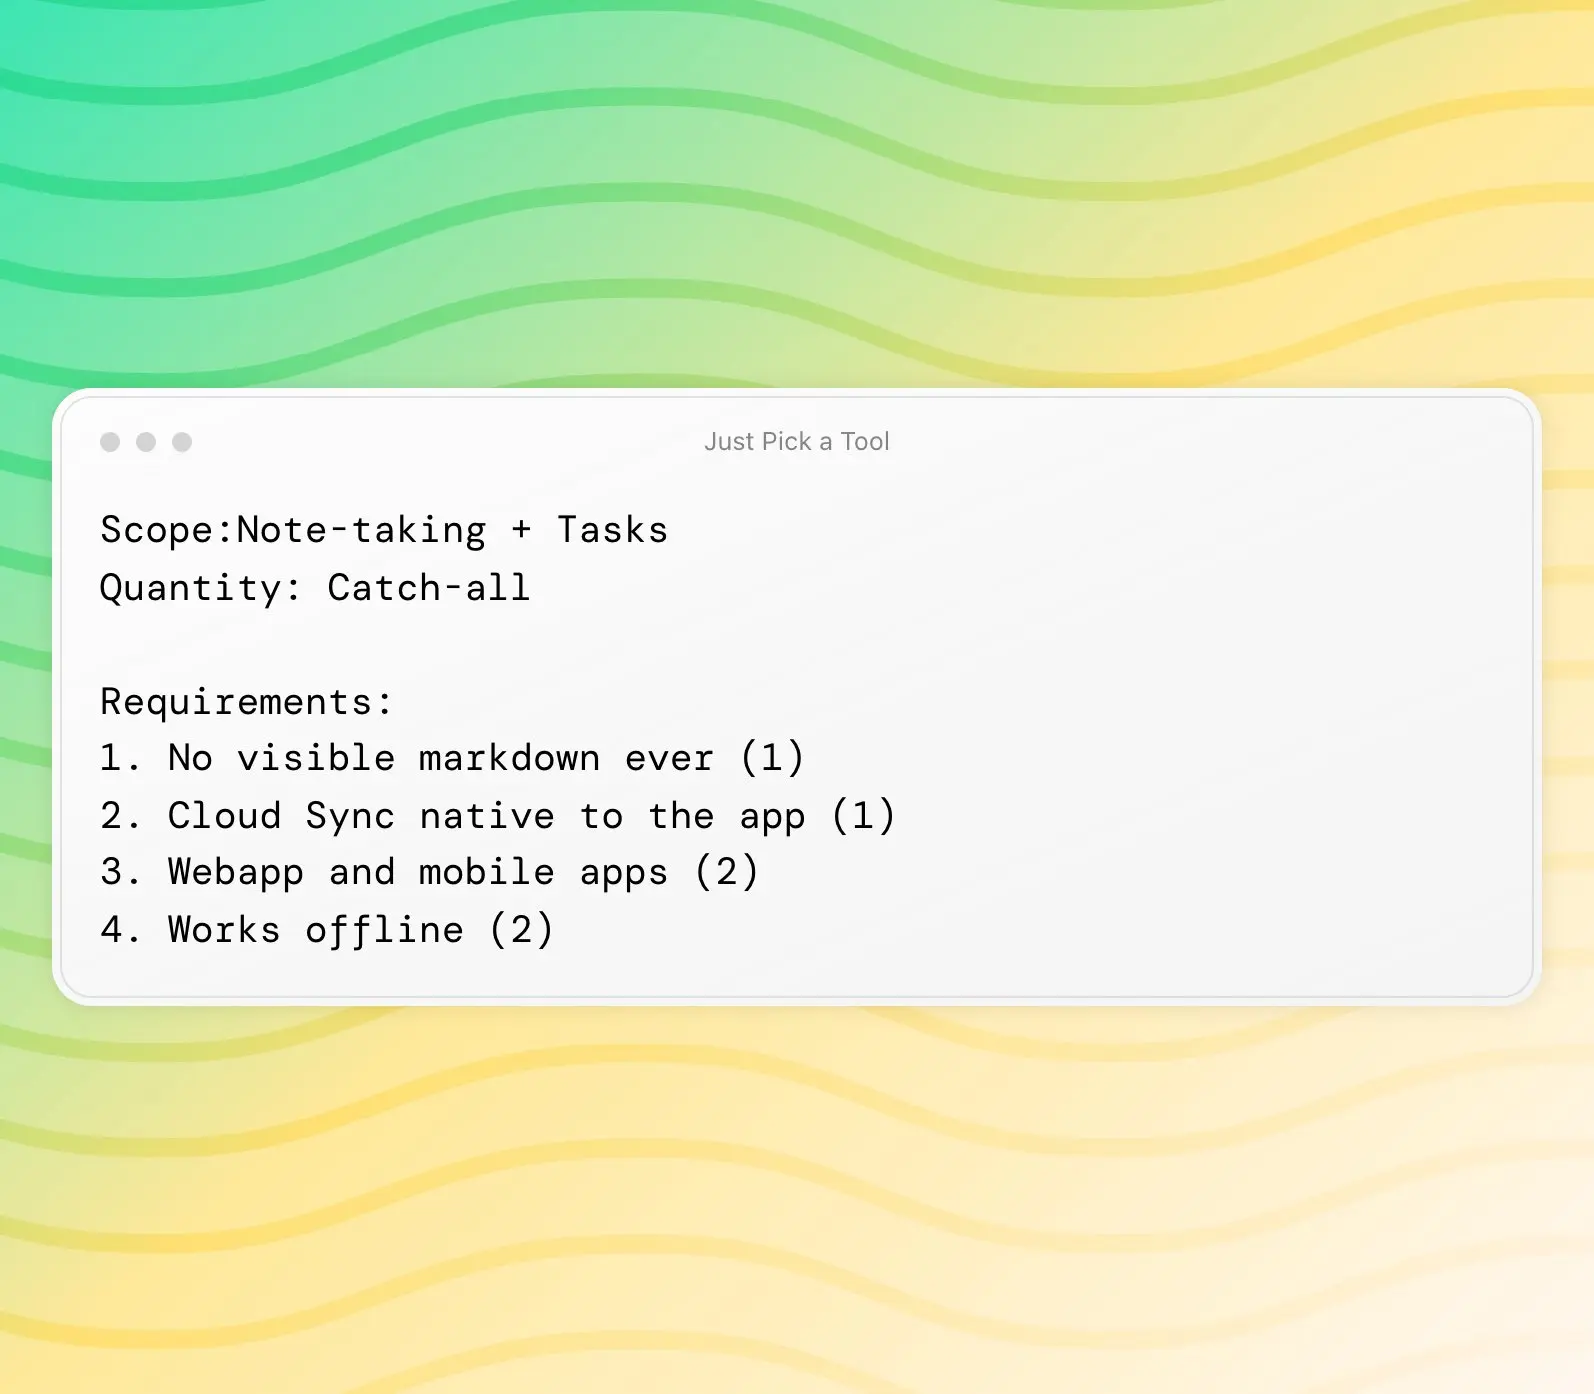 Just Pick a Tool
Scope:Note-taking + Tasks
Quantity: Catch-all
Requirements:
1. No visible markdown ever (1)
2. Cloud Sync native to the app (1)
3. Webapp and mobile apps (2)
4. Works offline (2)